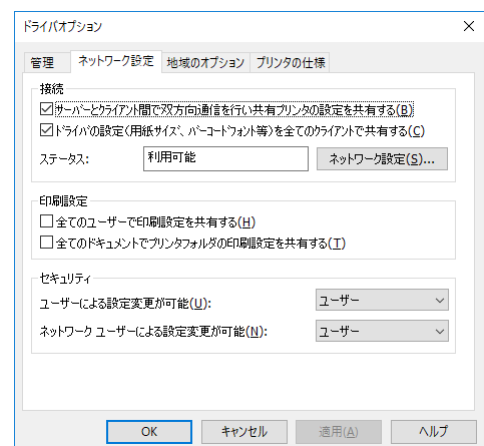 ドライバオプション
管理 ネットワーク設定 地域のオプション プリンタの仕様
接続
サーバーとクライアント間で双方向通信を行い共有プリンタの設定を共有する(B)
ドライバの設定(用紙サイズ、バーコードフォント等)を全てのクライアントで共有する(C)
ステータス: 利用可能 ネットワーク設定(S)...
印刷設定
全てのユーザーで印刷設定を共有する(H)
全てのドキュメントでプリンタフォルダの印刷設定を共有する(T)
セキュリティ
ユーザーによる設定変更が可能(U): ユーザー
ネットワーク ユーザーによる設定変更が可能(N): ユーザー
OK キャンセル 適用(A) ヘルプ